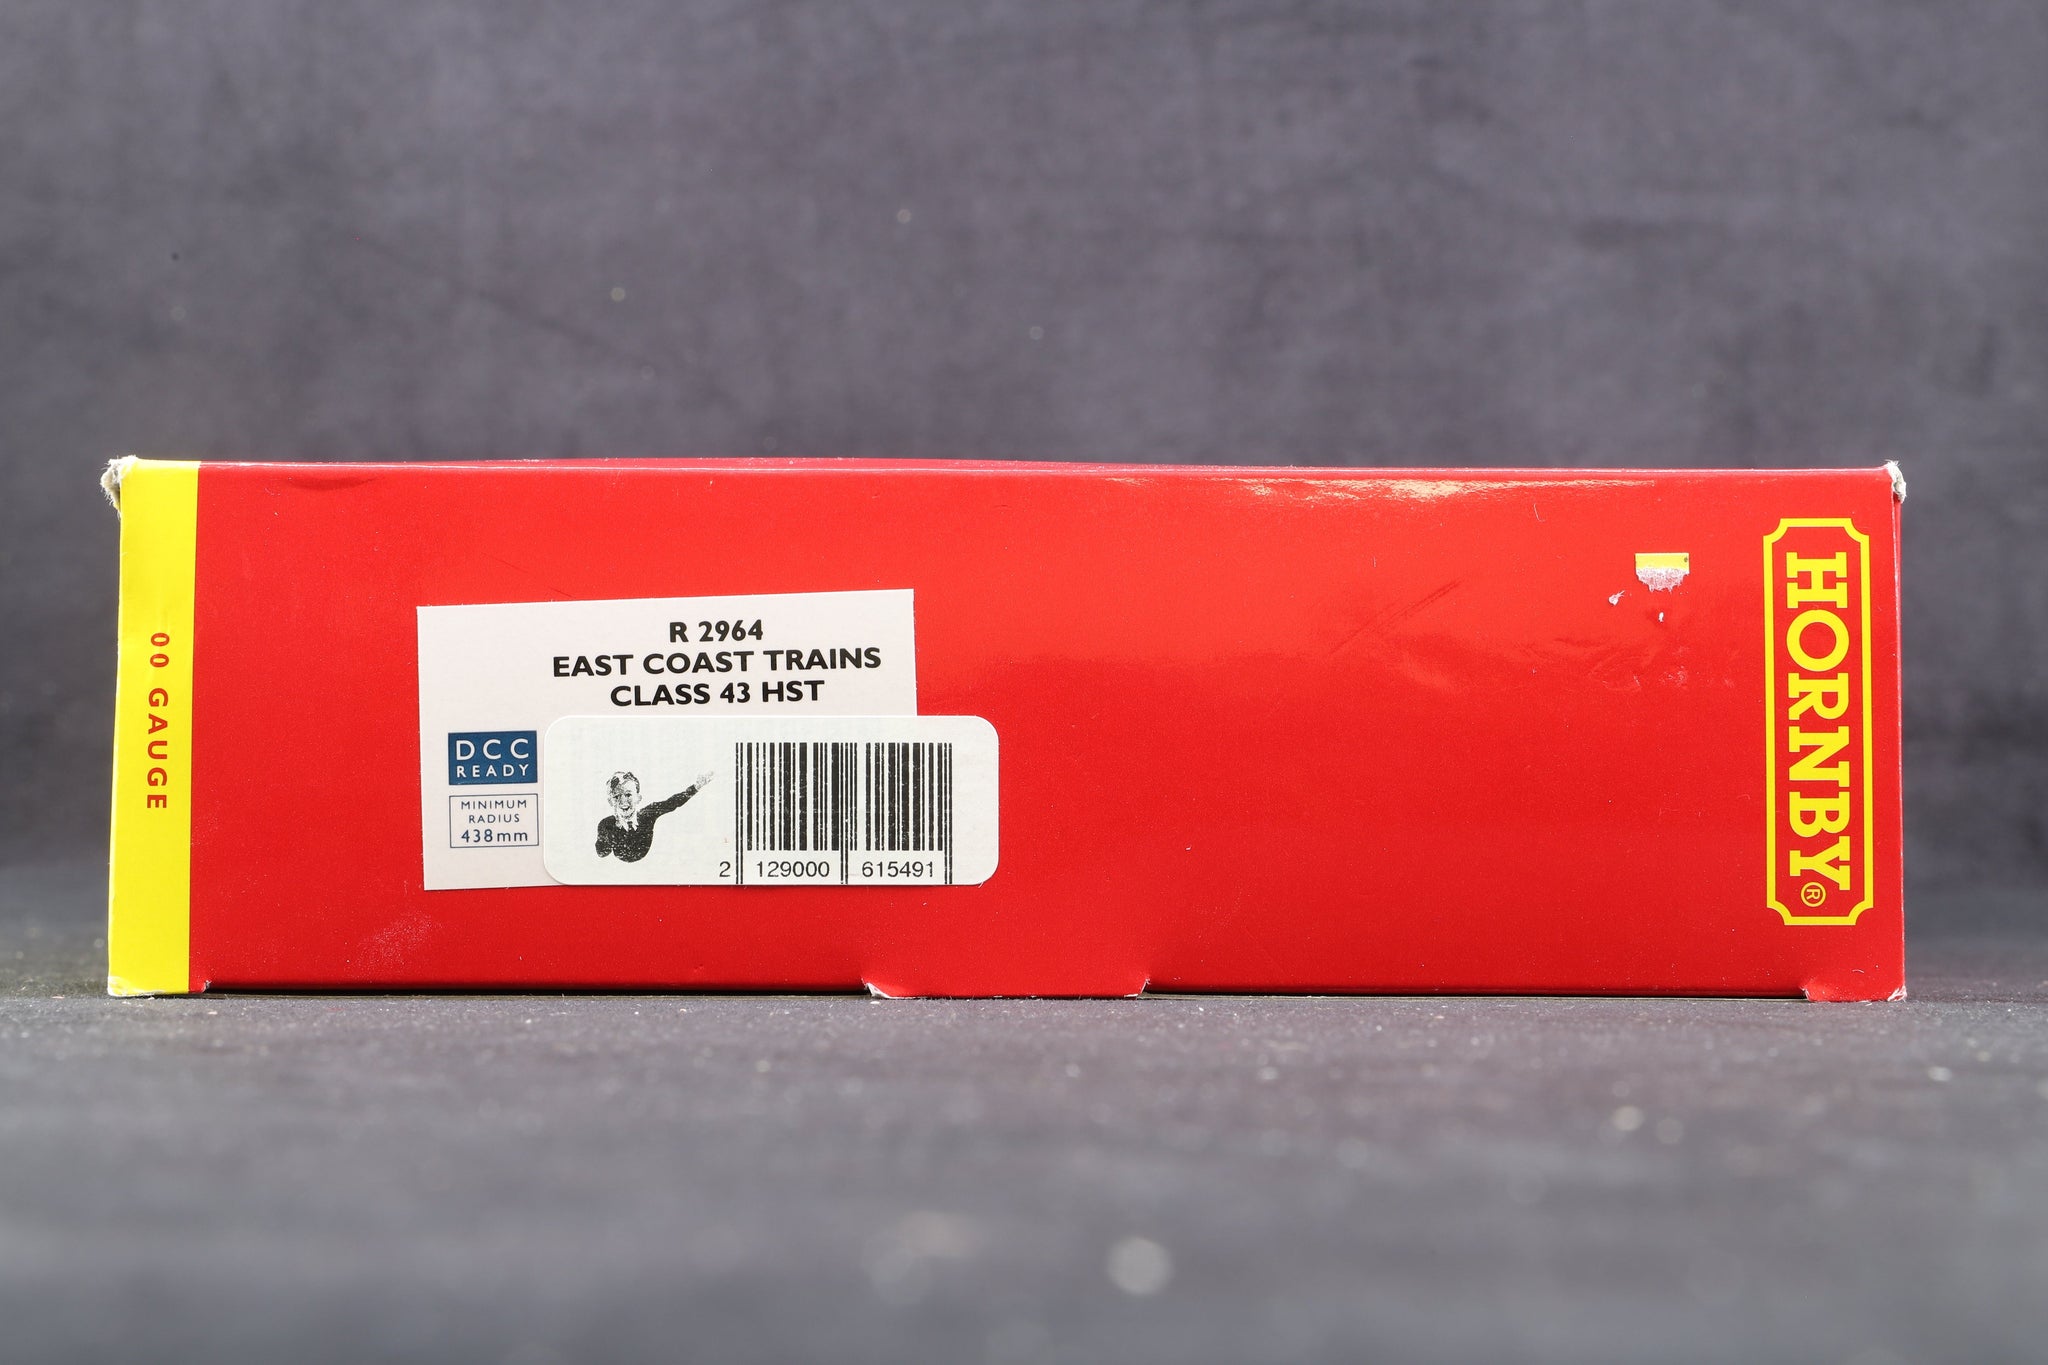 00 GAUGE
R 2964
EAST COAST TRAINS
CLASS 43 HST
DCC
READY
MINIMUM
RADIUS
438mm
2 129000 615491
HORNBY®